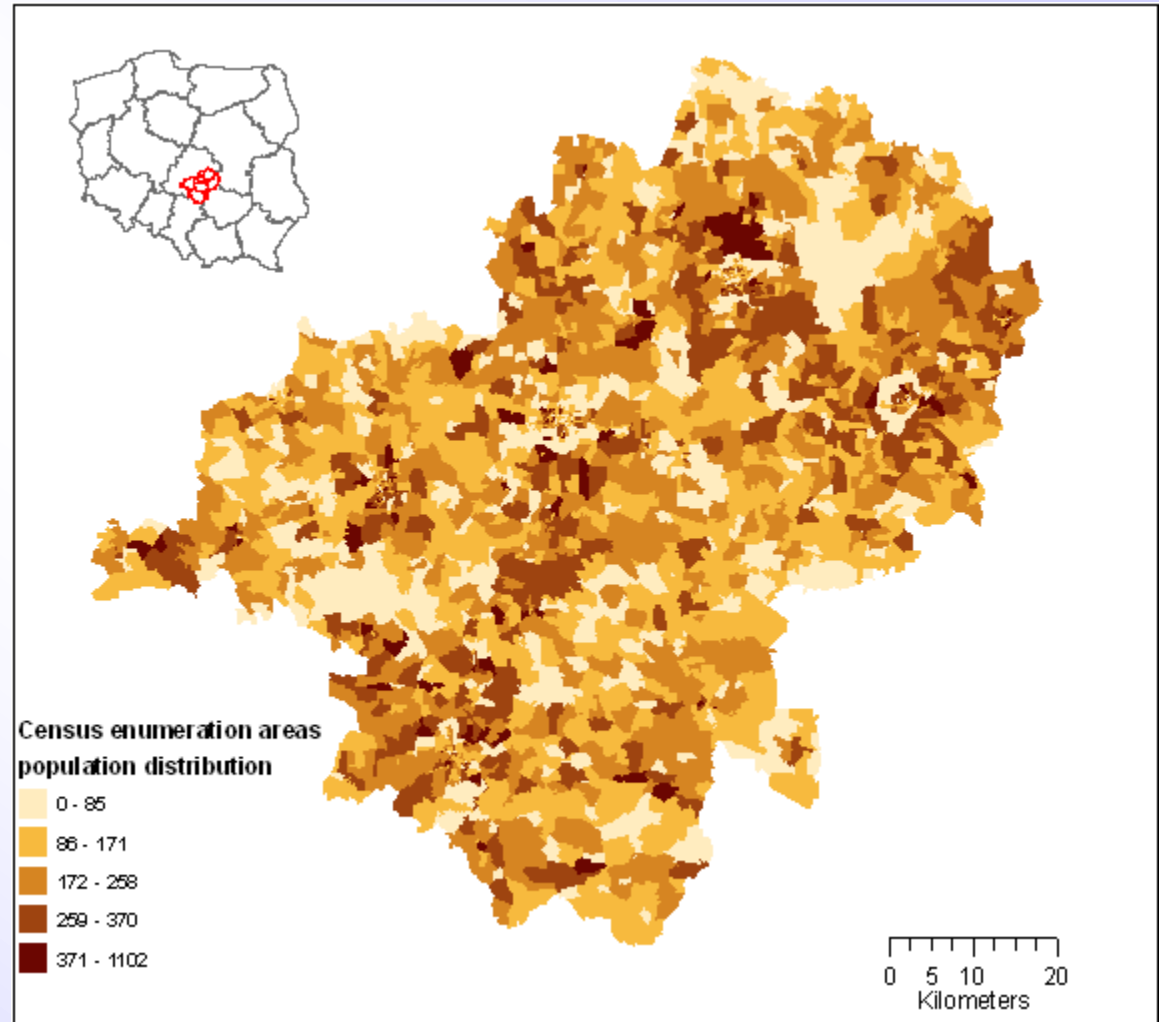 Census enumeration areas
population distribution
0 - 85
86 - 171
172 - 258
259 - 370
371 - 1102
0 5 10 20
Kilometers